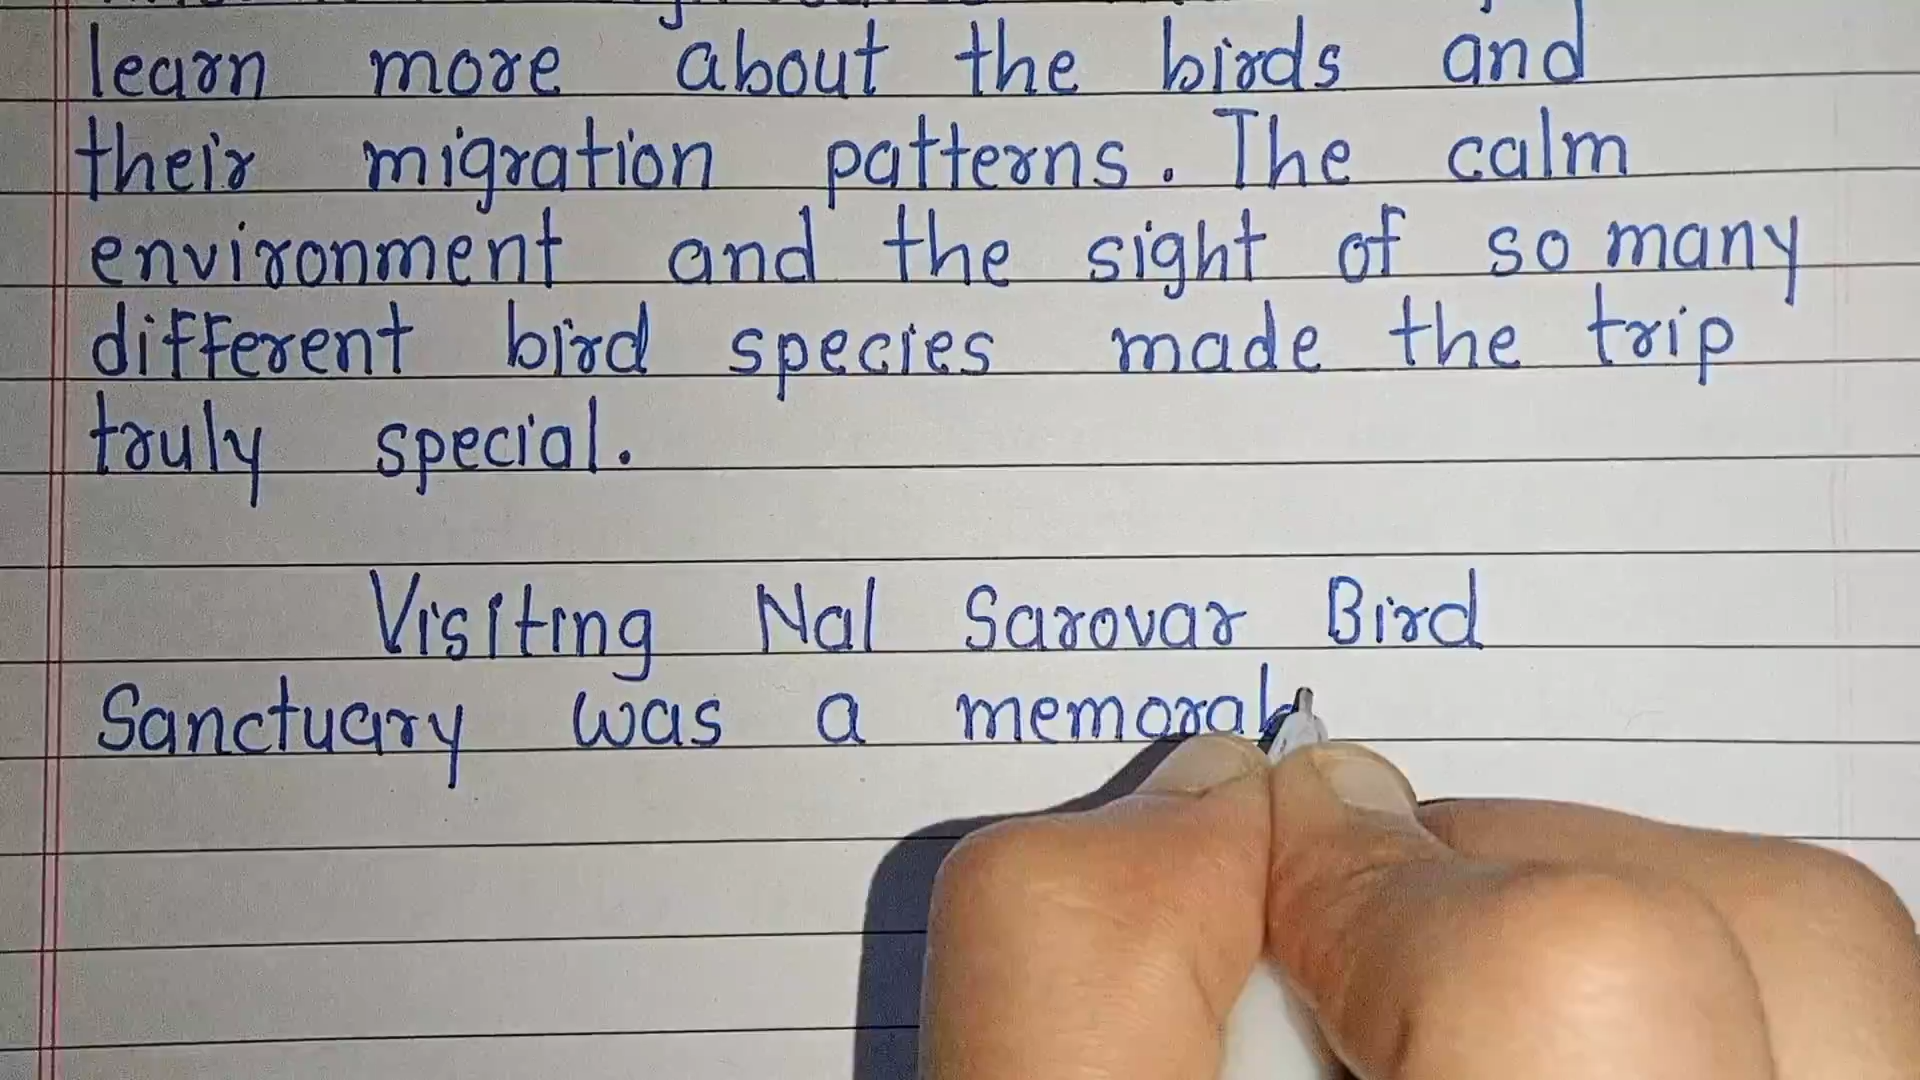 learn more about the birds and
their migration patterns. The calm
environment and the sight of so many
different bird species made the trip
truly special.
Visiting Nal Sarovar Bird
Sanctuary was a